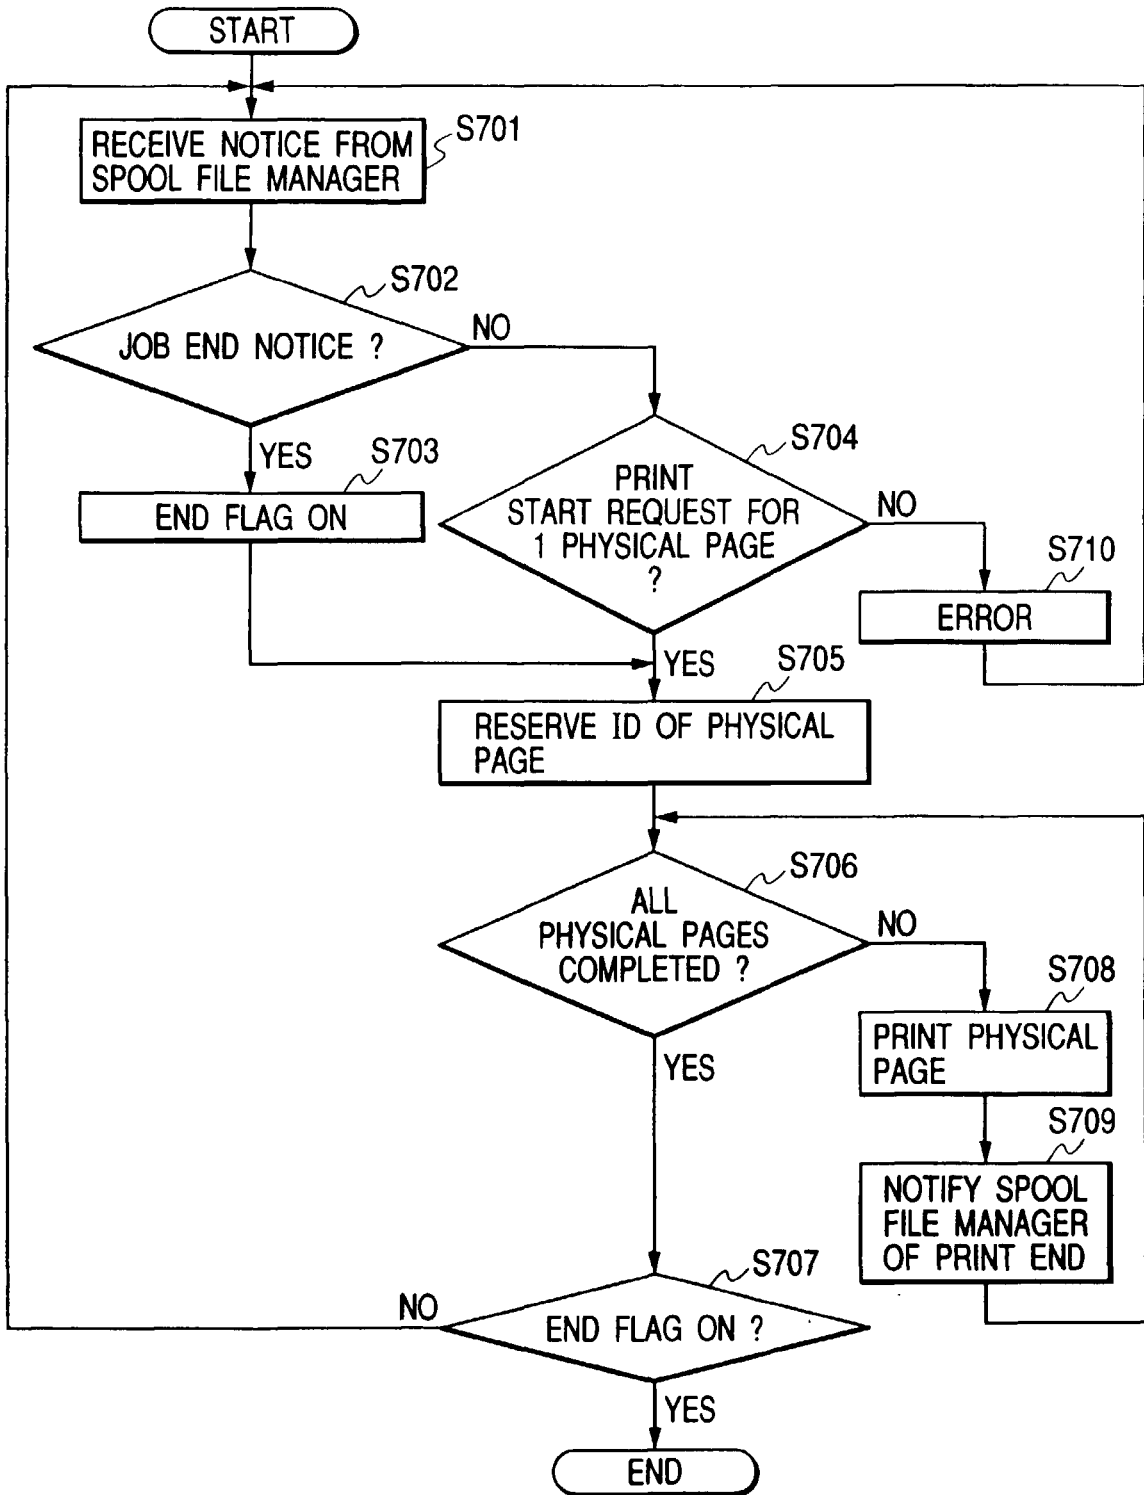 START
RECEIVE NOTICE FROM
SPOOL FILE MANAGER
S701
JOB END NOTICE ?
S702
NO
YES
S703
END FLAG ON
S704
PRINT
START REQUEST FOR
1 PHYSICAL PAGE
?
NO
S710
ERROR
YES
S705
RESERVE ID OF PHYSICAL
PAGE
S706
ALL
PHYSICAL PAGES
COMPLETED ?
NO
S708
PRINT PHYSICAL
PAGE
YES
S709
NOTIFY SPOOL
FILE MANAGER
OF PRINT END
S707
NO
END FLAG ON ?
YES
END